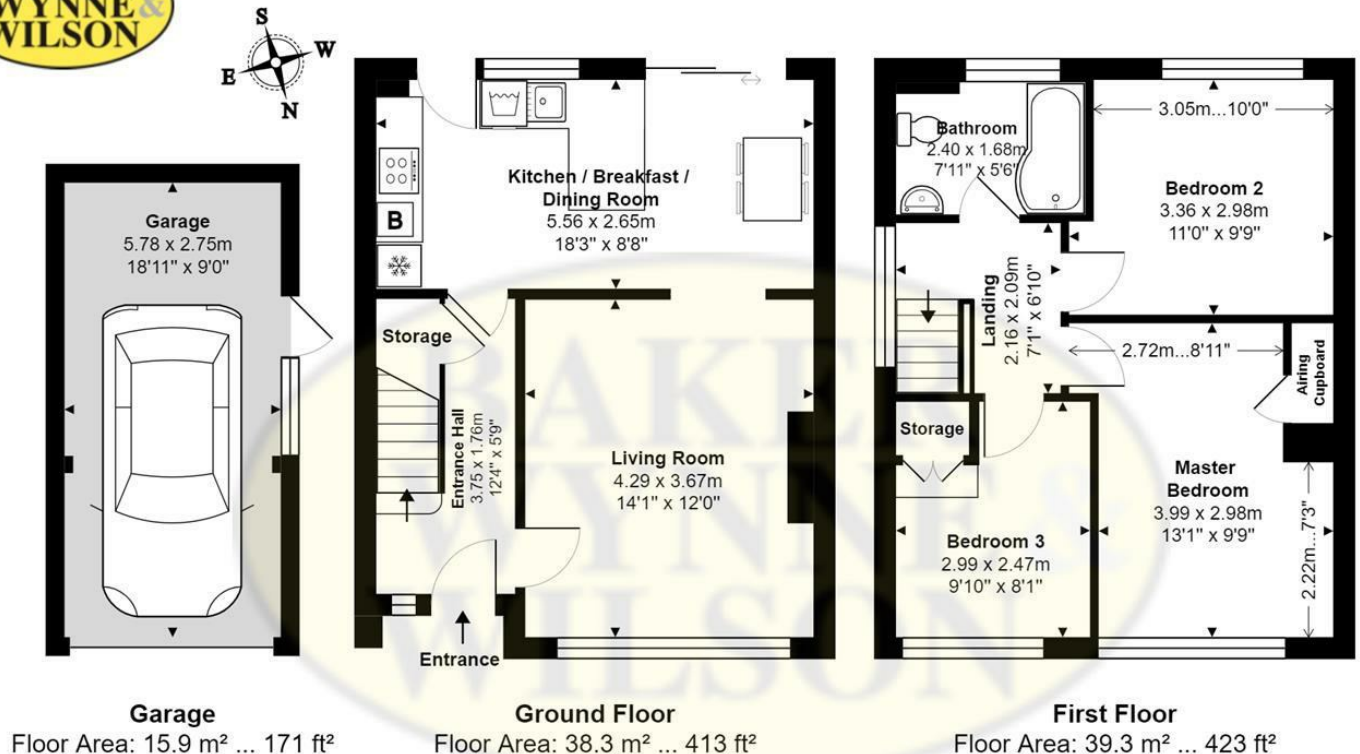 WYNNE &
WILSON
S
W
E
N
Garage
5.78 x 2.75m
18'11" x 9'0"
B
Kitchen / Breakfast /
Dining Room
5.56 x 2.65m
18'3" x 8'8"
Storage
Entrance Hall
3.75 x 1.76m
12'4" x 5'9"
Living Room
4.29 x 3.67m
14'1" x 12'0"
Entrance
Bathroom
2.40 x 1.68m
7'11" x 5'6"
3.05m...10'0"
Bedroom 2
3.36 x 2.98m
11'0" x 9'9"
Landing
2.16 x 2.09m
7'1" x 6'10"
2.72m...8'11"
Airing
Cupboard
Storage
Master
Bedroom
3.99 x 2.98m
13'1" x 9'9"
2.22m...7'3"
Bedroom 3
2.99 x 2.47m
9'10" x 8'1"
BAKER
WYNNE &
WILSON
Garage
Floor Area: 15.9 m² ... 171 ft²
Ground Floor
Floor Area: 38.3 m² ... 413 ft²
First Floor
Floor Area: 39.3 m² ... 423 ft²